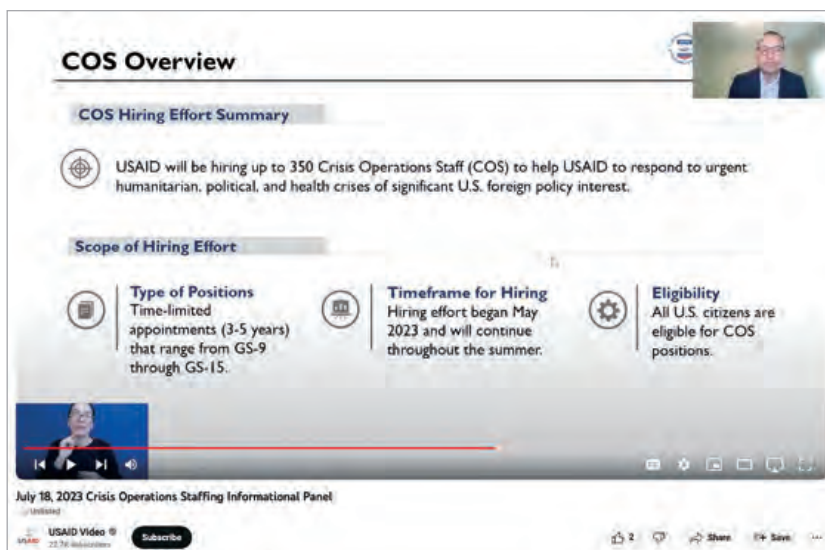 COS Overview
COS Hiring Effort Summary
USAID will be hiring up to 350 Crisis Operations Staff (COS) to help USAID to respond to urgent
humanitarian, political, and health crises of significant U.S. foreign policy interest.
Scope of Hiring Effort
Type of Positions
Time-limited
appointments (3-5 years)
that range from GS-9
through GS-15.
Timeframe for Hiring
Hiring effort began May
2023 and will continue
throughout the summer.
Eligibility
All U.S. citizens are
eligible for COS
positions.
July 18, 2023 Crisis Operations Staffing Informational Panel
Unlisted
USAID Video
subscribers
Subscribe
2
Share
Save